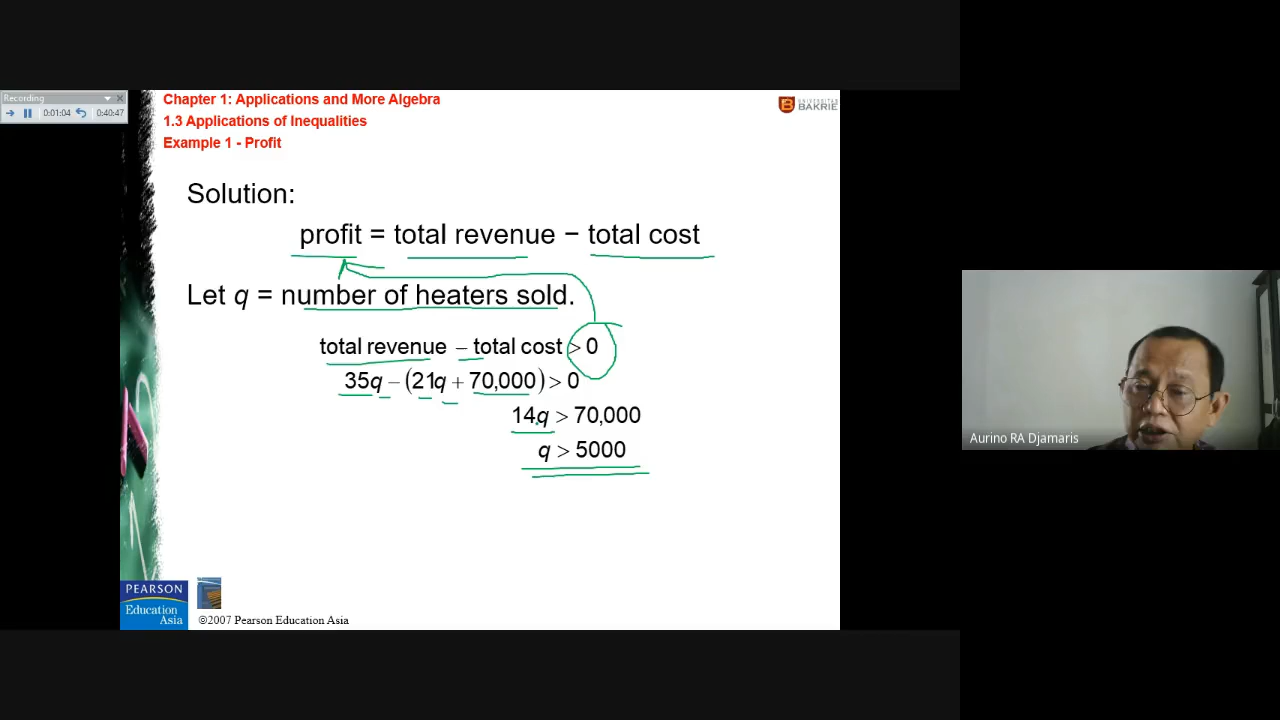 Recording
0:01:04
0:40:47
Chapter 1: Applications and More Algebra
1.3 Applications of Inequalities
Example 1 - Profit
UNIVERSITAS
BAKRIE
Solution:
profit = total revenue − total cost
Let q = number of heaters sold.
total revenue − total cost > 0
35q − (21q + 70,000) > 0
14q > 70,000
q > 5000
Aurino RA Djamaris
PEARSON
Education
Asia
©2007 Pearson Education Asia